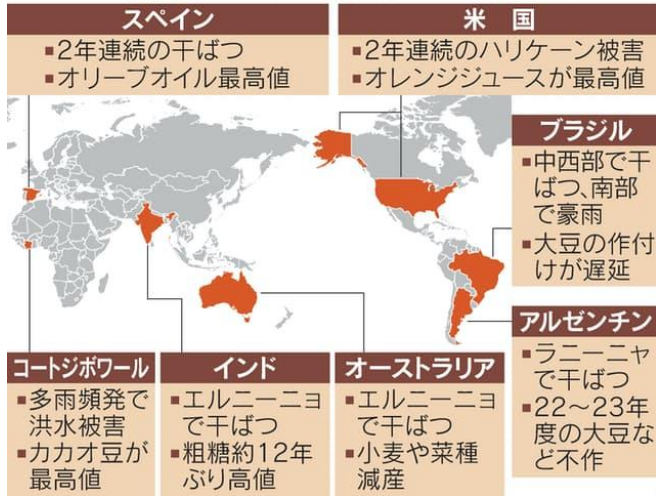 スペイン
▪2年連続の干ばつ
▪オリーブオイル最高値
米国
▪2年連続のハリケーン被害
▪オレンジジュースが最高値
ブラジル
▪中西部で干
ばつ、南部
で豪雨
▪大豆の作付
けが遅延
アルゼンチン
▪ラニーニャ
で干ばつ
▪22〜23年
度の大豆な
ど不作
コートジボワール
▪多雨頻発で
洪水被害
▪カカオ豆が
最高値
インド
▪エルニーニョ
で干ばつ
▪粗糖約12年
ぶり高値
オーストラリア
▪エルニーニョ
で干ばつ
▪小麦や菜種
減産